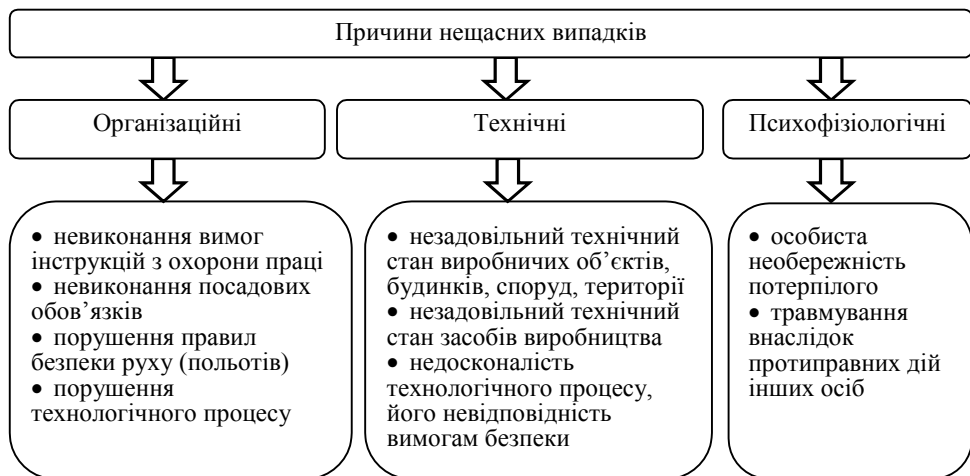 Причини нещасних випадків
Організаційні
Технічні
Психофізіологічні
• невиконання вимог
інструкцій з охорони праці
• невиконання посадових
обов’язків
• порушення правил
безпеки руху (польотів)
• порушення
технологічного процесу
• незадовільний технічний
стан виробничих об’єктів,
будинків, споруд, території
• незадовільний технічний
стан засобів виробництва
• недосконалість
технологічного процесу,
його невідповідність
вимогам безпеки
• особиста
необережність
потерпілого
• травмування
внаслідок
протиправних дій
інших осіб